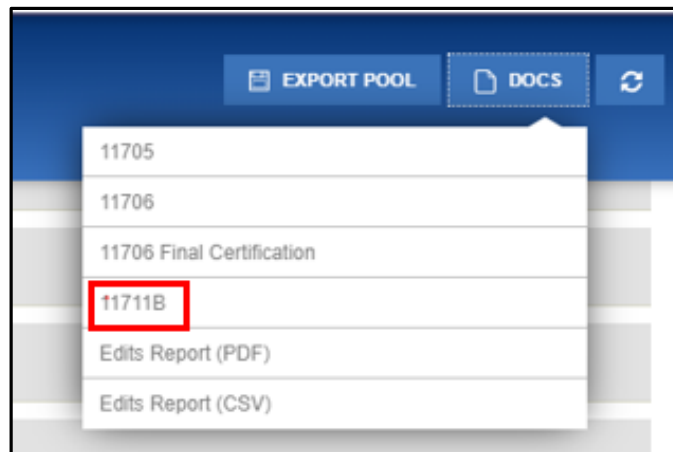 EXPORT POOL DOCS
11705
11706
11706 Final Certification
11711B
Edits Report (PDF)
Edits Report (CSV)